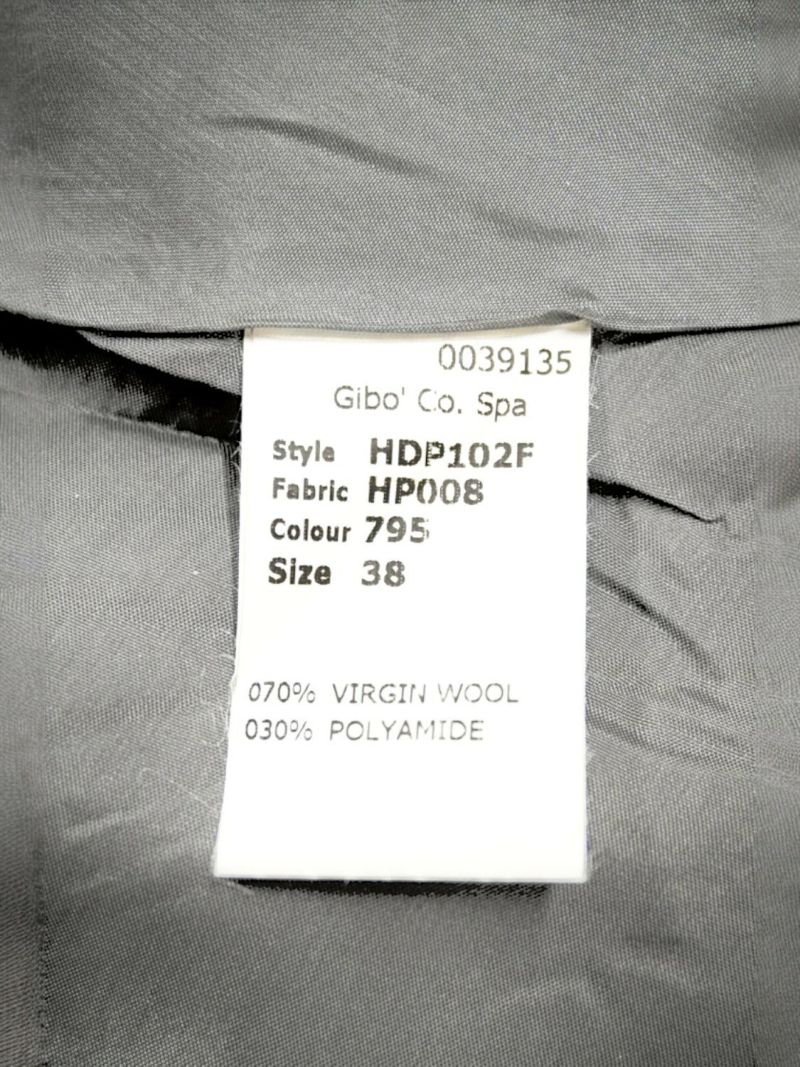 0039135
Gibo' Co. Spa
Style HDP102F
Fabric HP008
Colour 795
Size 38
070% VIRGIN WOOL
030% POLYAMIDE